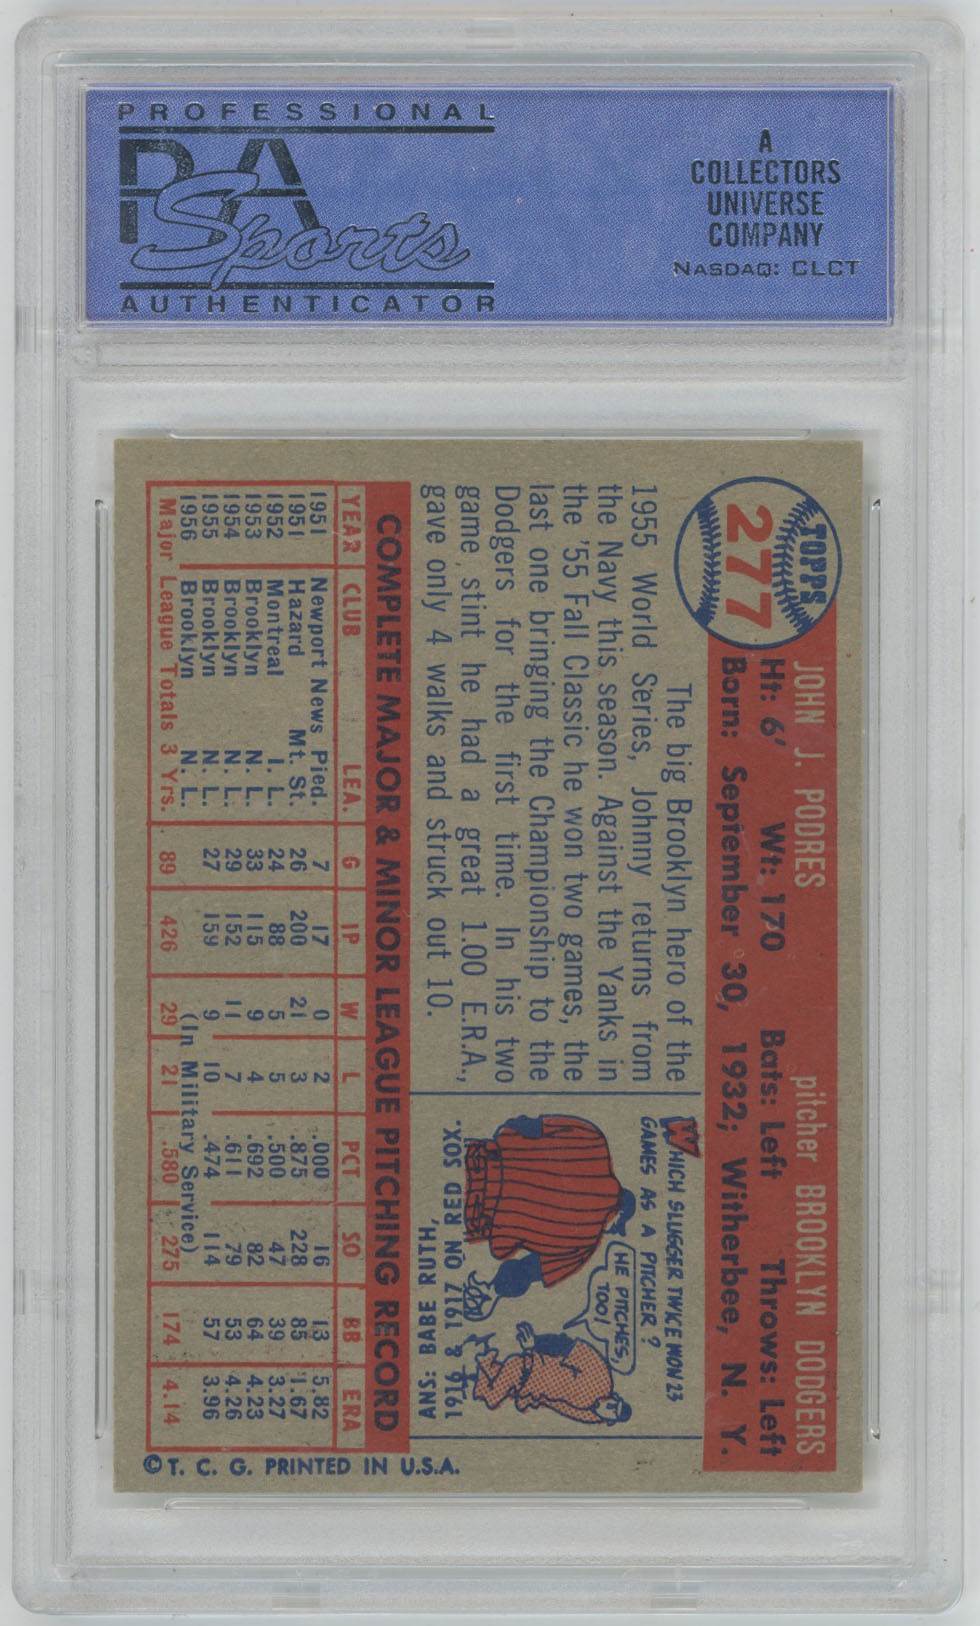 PROFESSIONAL
PSA
Sports
AUTHENTICATOR
A
COLLECTORS
UNIVERSE
COMPANY
NASDAQ: CLCT
TOPPS
277
JOHN J. PODRES pitcher BROOKLYN DODGERS
Ht: 6' Wt: 170 Bats: Left Throws: Left
Born: September 30, 1932; Witherbee, N. Y.
The big Brooklyn hero of the
1955 World Series, Johnny returns from
the Navy this season. Against the Yanks in
the '55 Fall Classic he won two games, the
last one bringing the Championship to the
Dodgers for the first time. In his two
game stint he had a great 1.00 E.R.A.,
gave only 4 walks and struck out 10.
WHICH SLUGGER TWICE WON 23
GAMES AS A PITCHER?
HE PITCHES,
TOO!
ANS: BABE RUTH,
1916 & 1917 ON RED SOX.
COMPLETE MAJOR & MINOR LEAGUE PITCHING RECORD
YEAR CLUB LEA. G IP W L PCT SO BB ERA
1951 Newport News Pied. 7 17 0 2 .000 16 13 5.82
1951 Hazard Mt. St. 26 200 21 3 .875 228 85 1.67
1952 Montreal I. L. 24 88 5 5 .500 47 39 3.27
1953 Brooklyn N. L. 33 115 9 4 .692 82 64 4.23
1954 Brooklyn N. L. 29 152 11 7 .611 79 53 4.26
1955 Brooklyn N. L. 27 159 9 10 .474 114 57 3.96
1956 Brooklyn N. L. (In Military Service)
Major League Totals 3 Yrs. 89 426 29 21 .580 275 174 4.14
© T. C. G. PRINTED IN U.S.A.